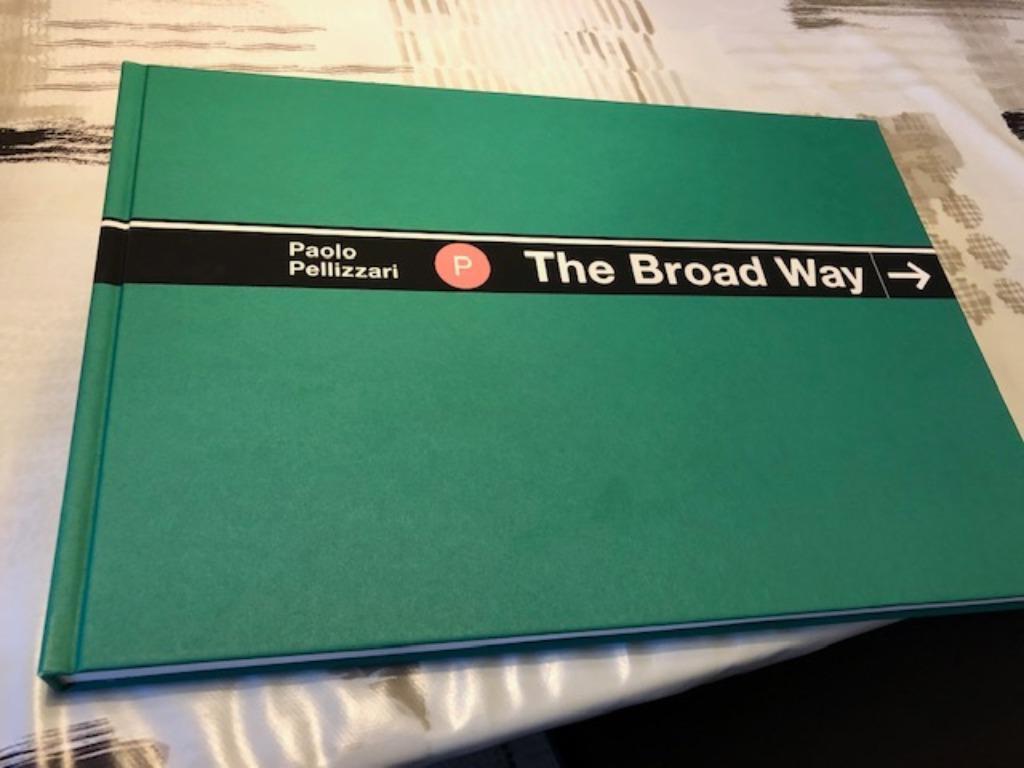 Paolo
Pellizzari
P
The Broad Way →